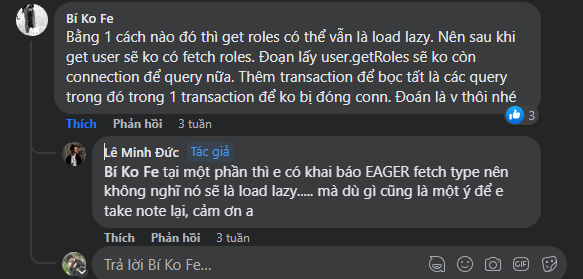 Bí Ko Fe
Bằng 1 cách nào đó thì get roles có thể vẫn là load lazy. Nên sau khi
get user sẽ ko có fetch roles. Đoạn lấy user.getRoles sẽ ko còn
connection để query nữa. Thêm transaction để bọc tất là các query
trong đó trong 1 transaction để ko bị đóng conn. Đoán là v thôi nhé
3
Thích Phản hồi 3 tuần
Lê Minh Đức Tác giả
Bí Ko Fe tại một phần thì e có khai báo EAGER fetch type nên
không nghĩ nó sẽ là load lazy..... mà dù gì cũng là một ý để e
take note lại, cảm ơn a
Thích Phản hồi 3 tuần
Trả lời Bí Ko Fe...
GIF